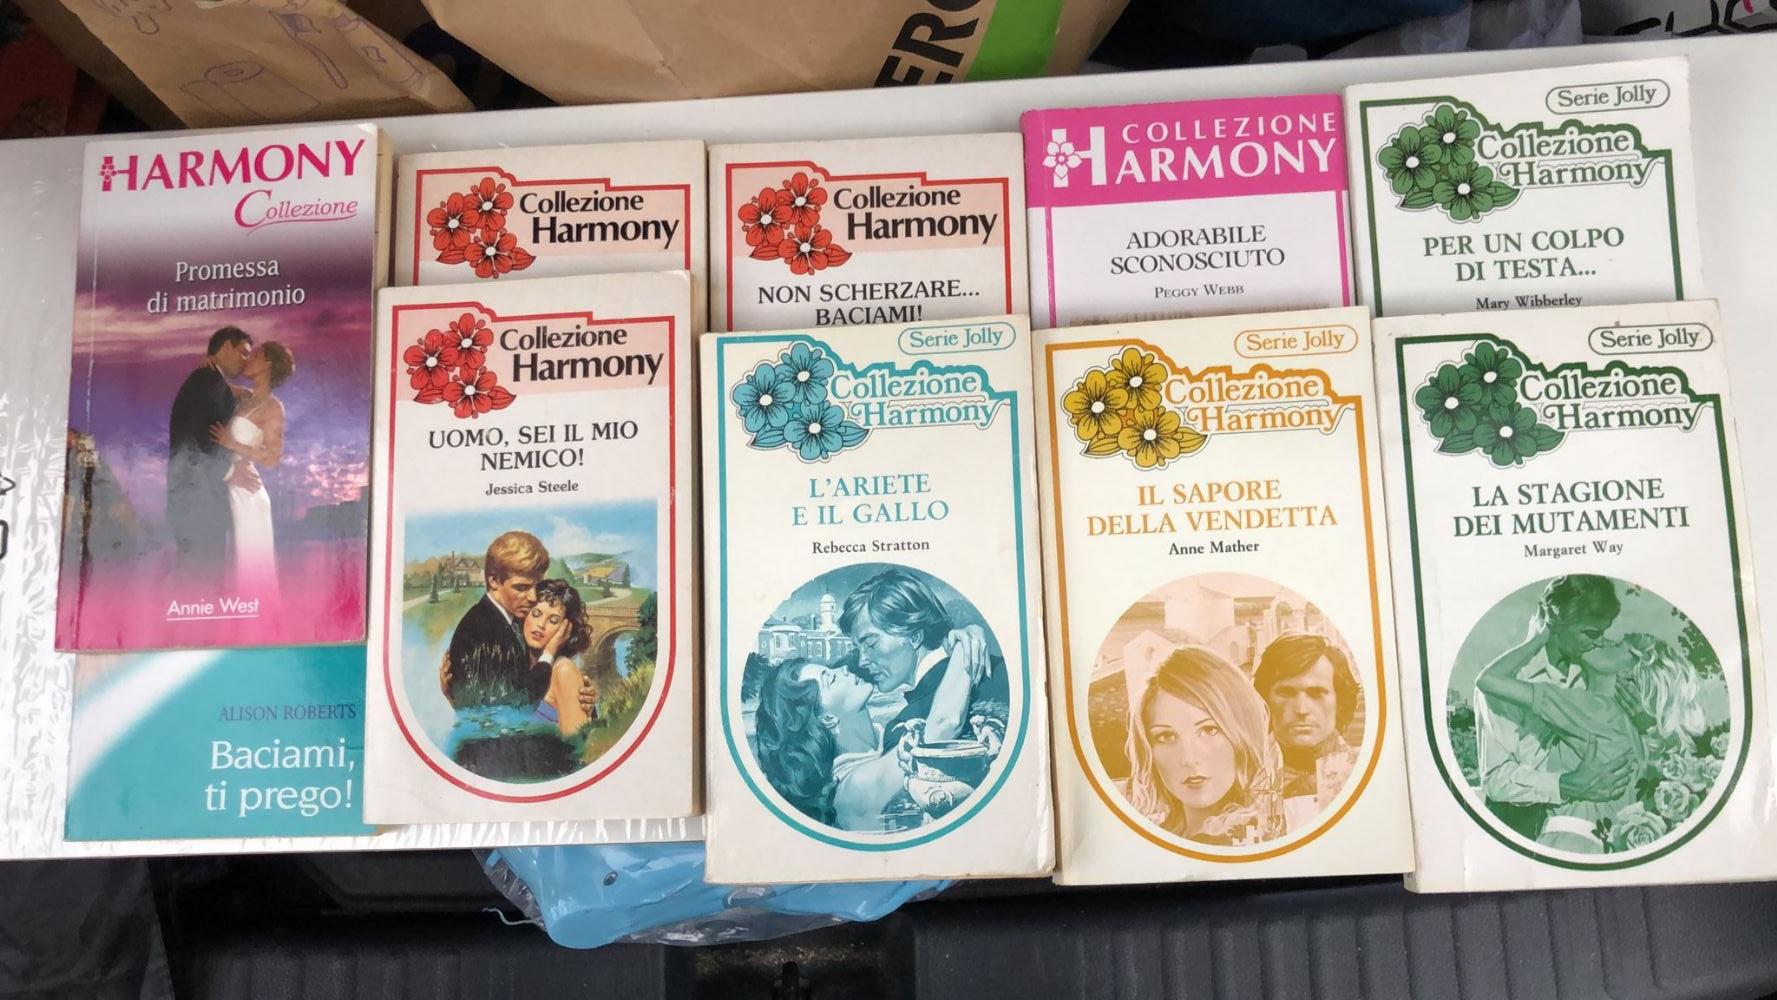 ERO
HARMONY
Collezione
Promessa
di matrimonio
Annie West
ALISON ROBERTS
Baciami,
ti prego!
Collezione
Harmony
Collezione
Harmony
UOMO, SEI IL MIO
NEMICO!
Jessica Steele
Collezione
Harmony
NON SCHERZARE...
BACIAMI!
Serie Jolly
Collezione
Harmony
L'ARIETE
E IL GALLO
Rebecca Stratton
COLLEZIONE
HARMONY
ADORABILE
SCONOSCIUTO
PEGGY WEBB
Serie Jolly
Collezione
Harmony
IL SAPORE
DELLA VENDETTA
Anne Mather
Serie Jolly
Collezione
Harmony
PER UN COLPO
DI TESTA...
Mary Wibberley
Serie Jolly
Collezione
Harmony
LA STAGIONE
DEI MUTAMENTI
Margaret Way